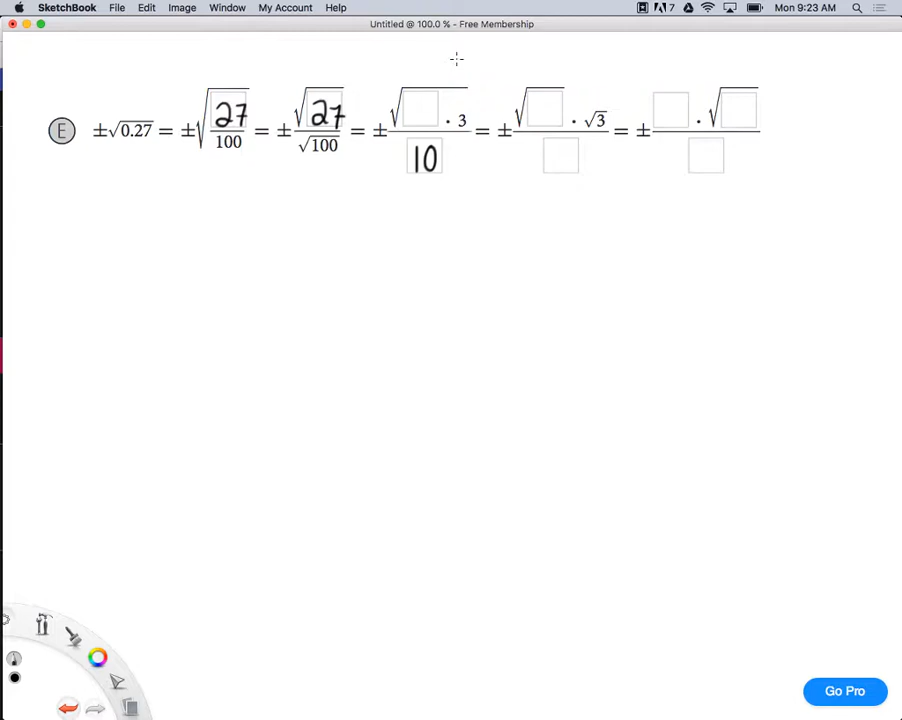 SketchBook File Edit Image Window My Account Help 7 Mon 9:23 AM
Untitled @ 100.0 % - Free Membership
E ±√0.27 = ±√27/100 = ±√27/√100 = ±√□ · 3/10 = ±√□ · √3/□ = ±□ · √□/□
Go Pro